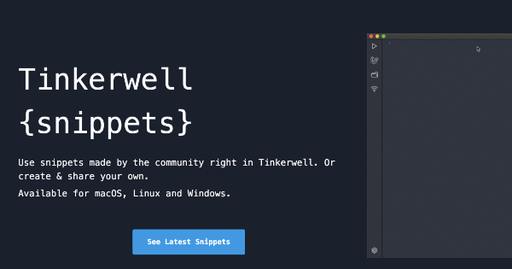 Tinkerwell
{snippets}
Use snippets made by the community right in Tinkerwell. Or
create & share your own.
Available for macOS, Linux and Windows.
See Latest Snippets